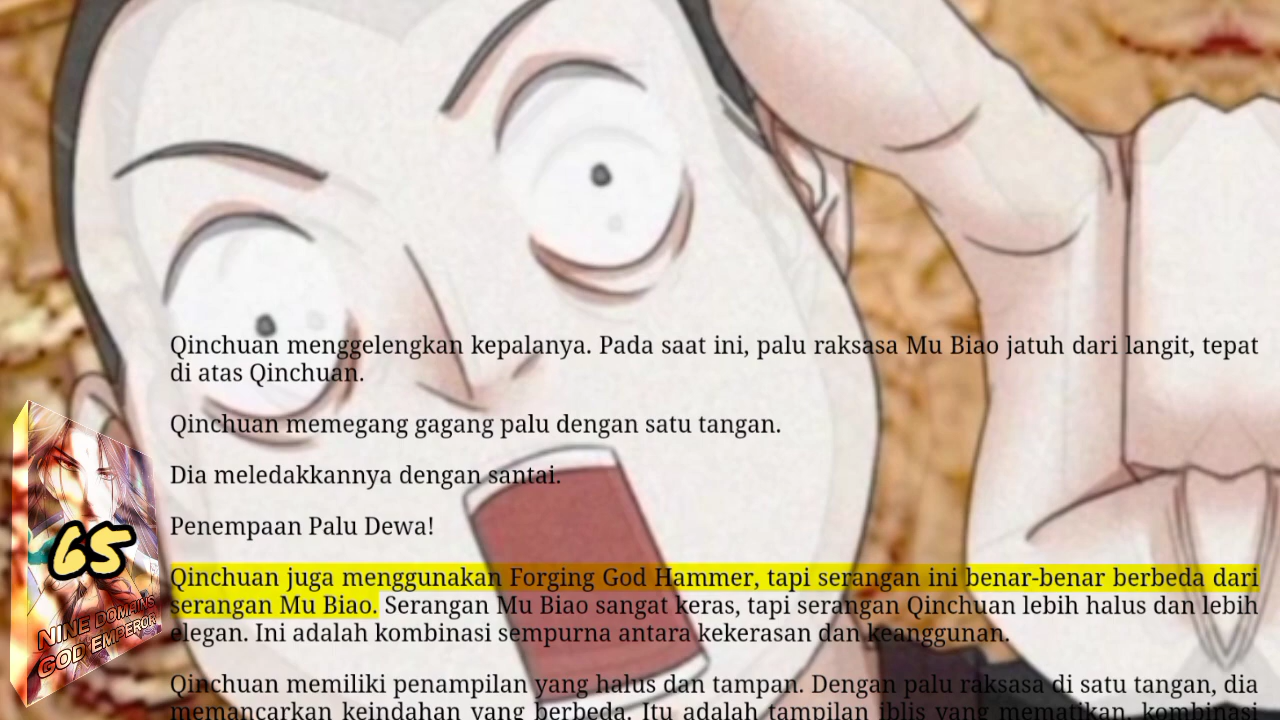 Qinchuan menggelengkan kepalanya. Pada saat ini, palu raksasa Mu Biao jatuh dari langit, tepat
di atas Qinchuan.
Qinchuan memegang gagang palu dengan satu tangan.
Dia meledakkannya dengan santai.
Penempaan Palu Dewa!
Qinchuan juga menggunakan Forging God Hammer, tapi serangan ini benar-benar berbeda dari
serangan Mu Biao. Serangan Mu Biao sangat keras, tapi serangan Qinchuan lebih halus dan lebih
elegan. Ini adalah kombinasi sempurna antara kekerasan dan keanggunan.
Qinchuan memiliki penampilan yang halus dan tampan. Dengan palu raksasa di satu tangan, dia
memancarkan keindahan yang berbeda. Itu adalah tampilan iblis yang mematikan, kombinasi
65
NINE DOMAINS
GOD EMPEROR